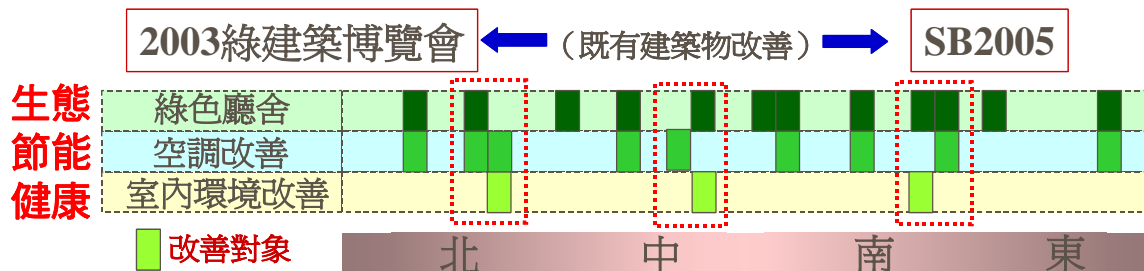 2003綠建築博覽會 （既有建築物改善） SB2005
生態 綠色廳舍
節能 空調改善
健康 室內環境改善
改善對象 北 中 南 東